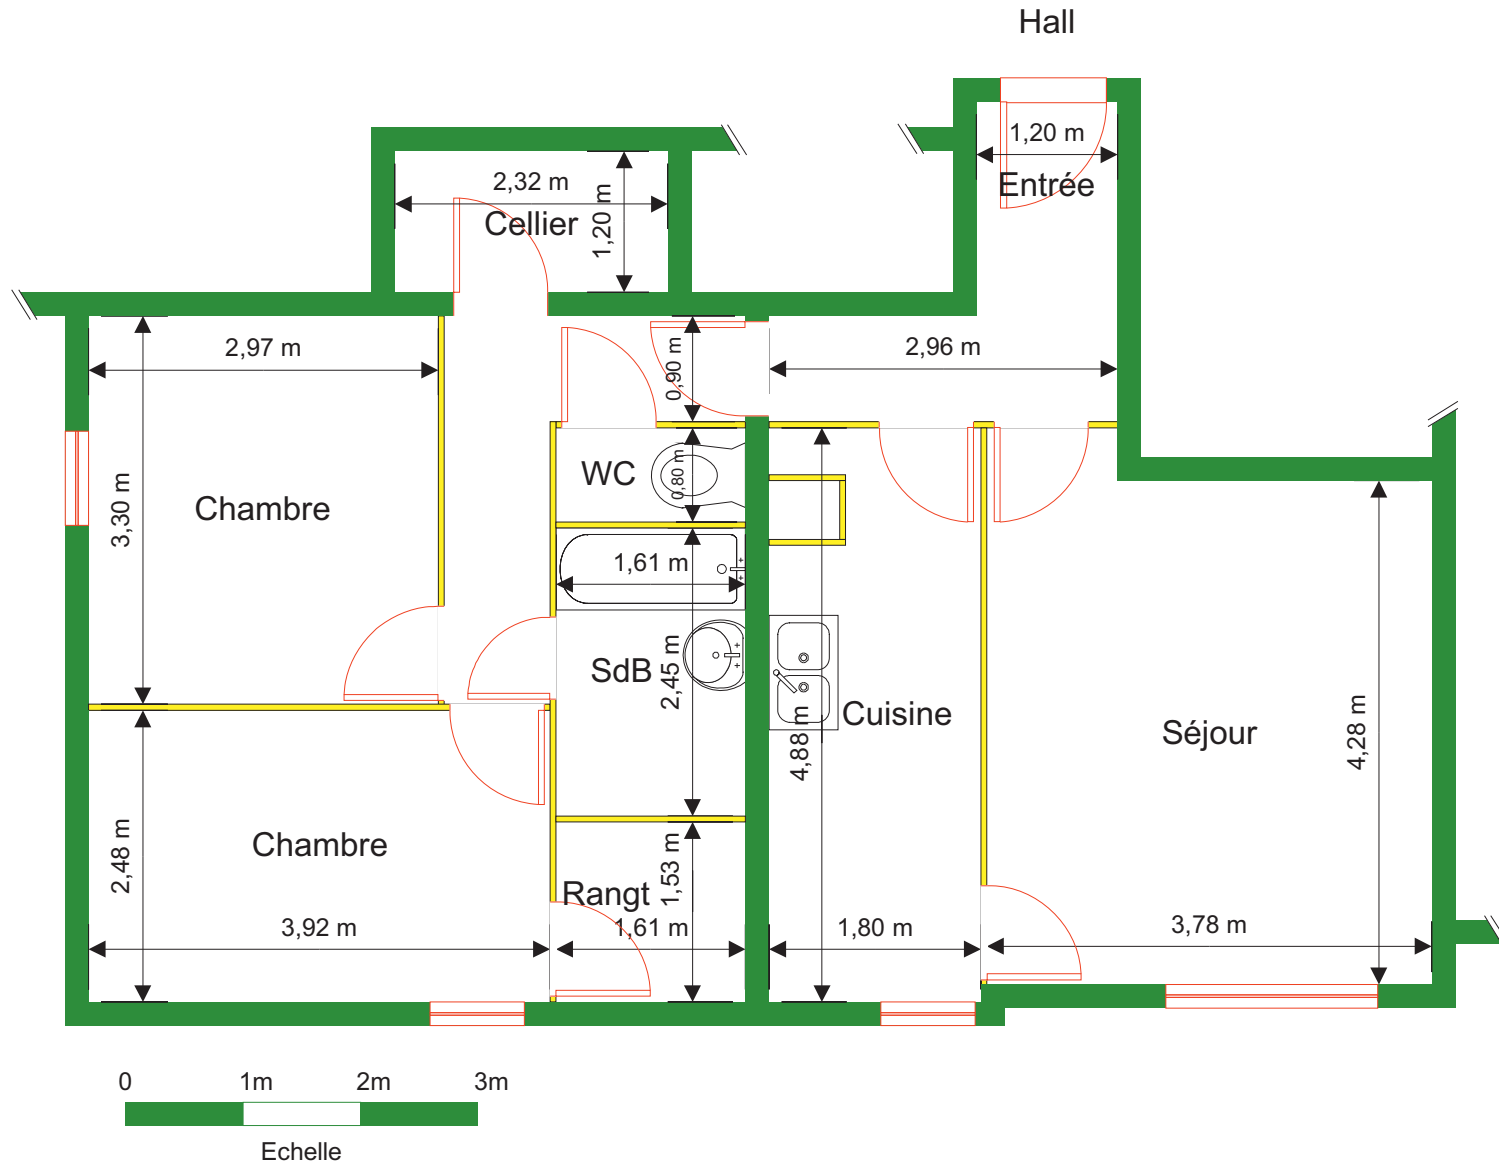 Hall
1,20 m
Entrée
2,32 m
Cellier
1,20 m
2,97 m
0,90 m
2,96 m
3,30 m
Chambre
WC
0,80 m
1,61 m
SdB
2,45 m
Cuisine
4,88 m
Séjour
4,28 m
Chambre
2,48 m
Rangt
1,53 m
3,92 m
1,61 m
1,80 m
3,78 m
0 1m 2m 3m
Echelle